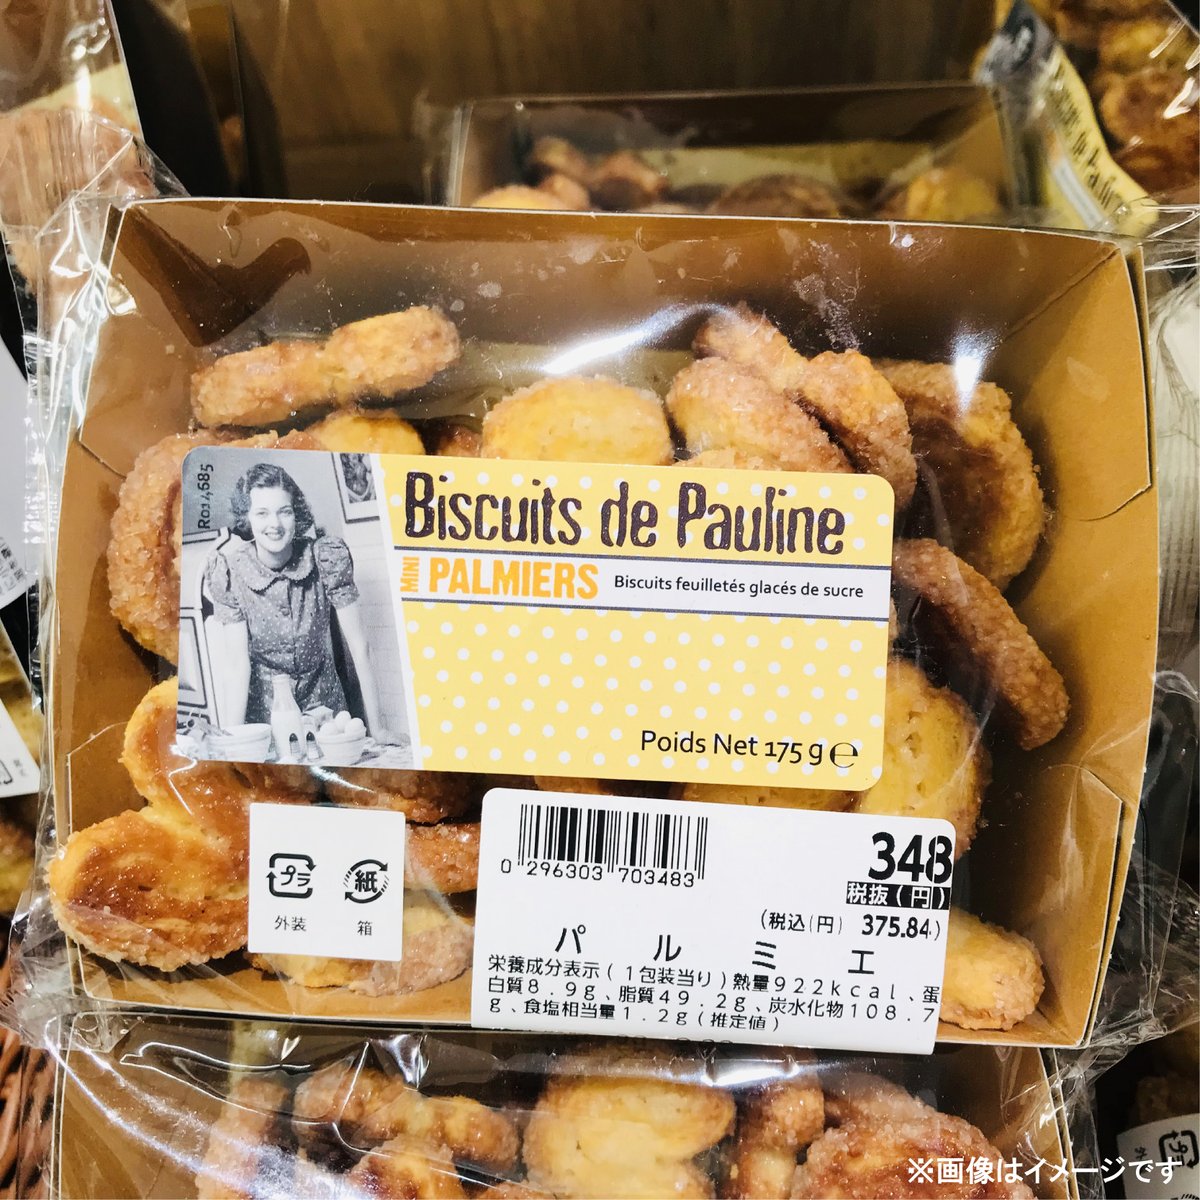 Biscuits de Pauline
R014685
Biscuits de Pauline
MINI PALMIERS Biscuits feuilletés glacés de sucre
Poids Net 175 g ℮
プラ
外装
紙
箱
0 296303 703483
348
税抜(円)
(税込(円) 375.84)
パルミエ
栄養成分表示(1包装当り)熱量922kcal、蛋
白質8.9g、脂質49.2g、炭水化物108.7
g、食塩相当量1.2g(推定値)
※画像はイメージです